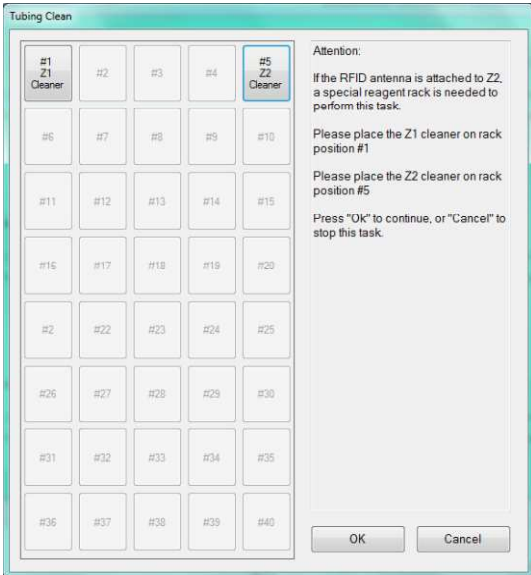 Tubing Clean
#1
Z1
Cleaner
#2
#3
#4
#5
Z2
Cleaner
#6
#7
#8
#9
#10
#11
#12
#13
#14
#15
#16
#17
#18
#19
#20
#2
#22
#23
#24
#25
#26
#27
#28
#29
#30
#31
#32
#33
#34
#35
#36
#37
#38
#39
#40
Attention:
If the RFID antenna is attached to Z2,
a special reagent rack is needed to
perform this task.
Please place the Z1 cleaner on rack
position #1
Please place the Z2 cleaner on rack
position #5
Press "Ok" to continue, or "Cancel" to
stop this task.
OK
Cancel